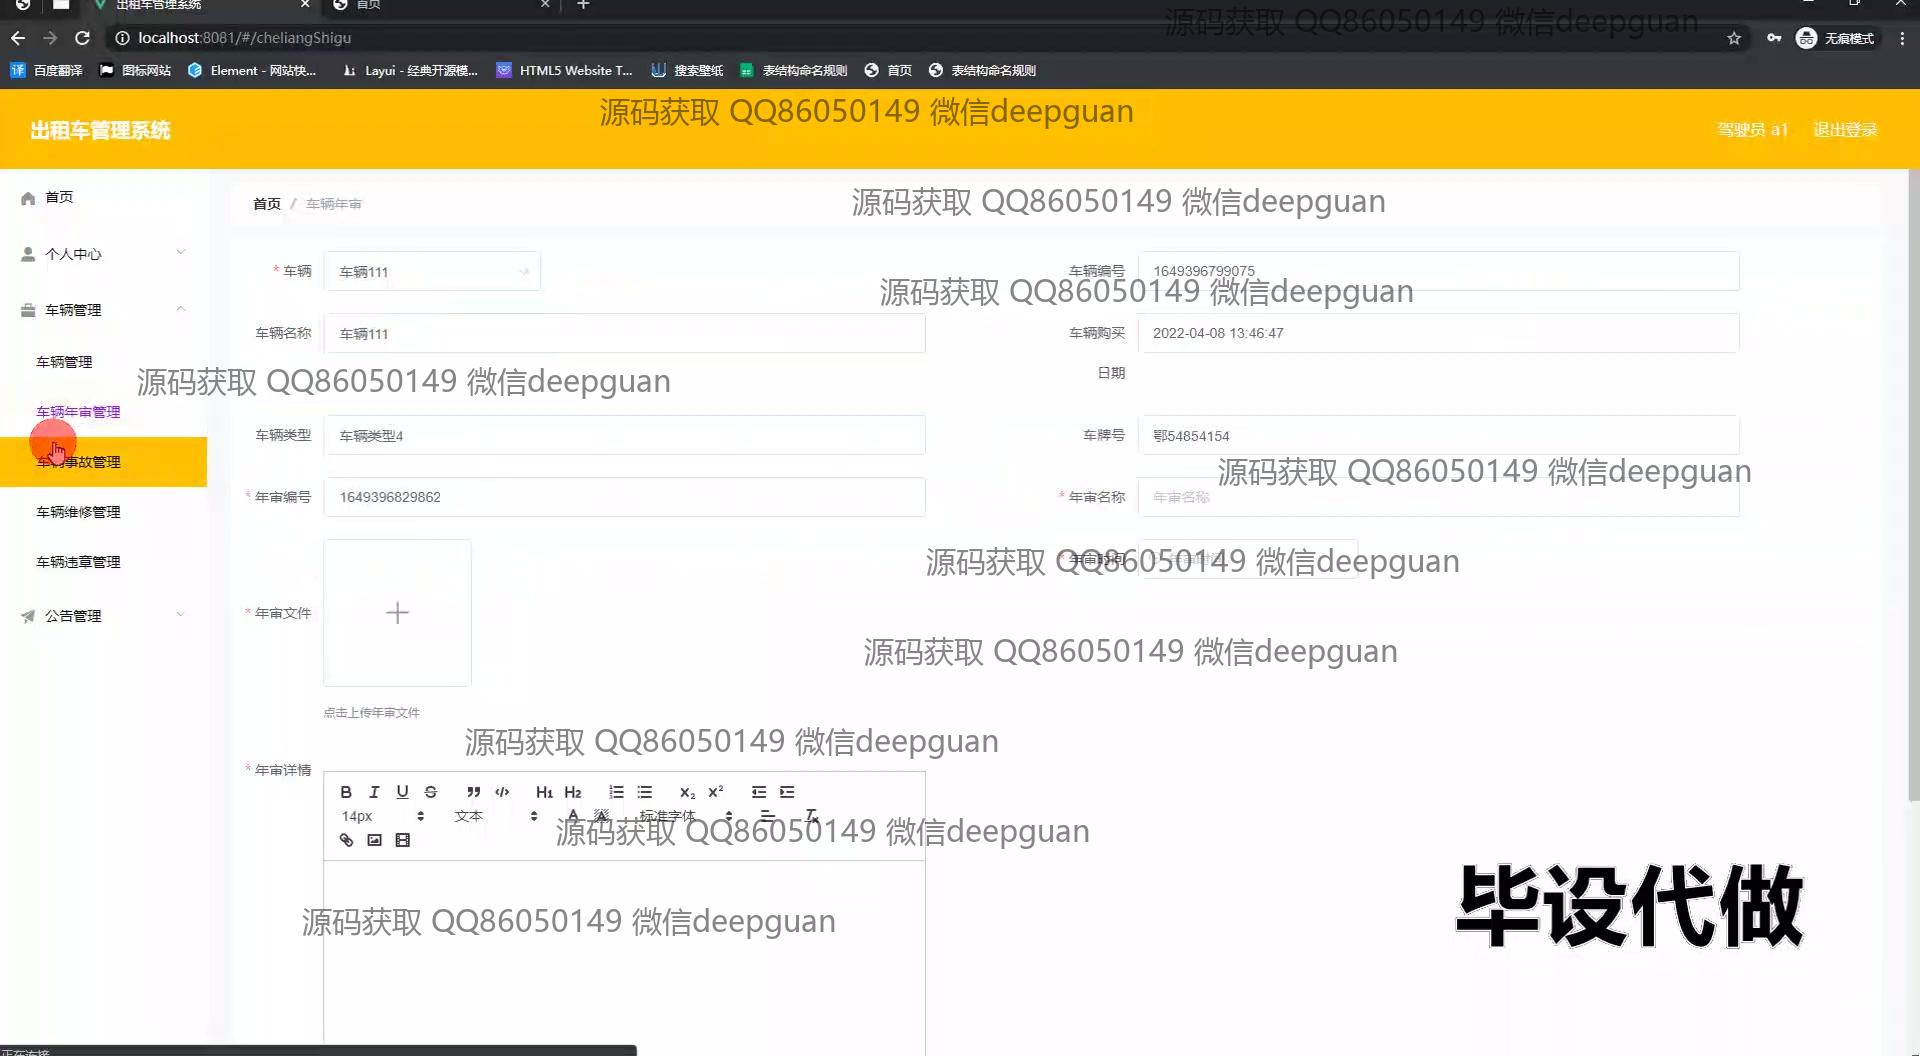 出租车管理系统
首页
localhost:8081/#/cheliangShigu
源码获取 QQ86050149 微信deepguan
无痕模式
百度翻译 图标网站 Element - 网站快... Layui - 经典开源模... HTML5 Website T... 搜索壁纸 表结构命名规则 首页 表结构命名规则
源码获取 QQ86050149 微信deepguan
出租车管理系统
驾驶员 a1 退出登录
首页
个人中心
车辆管理
车辆管理
车辆年审管理
车辆事故管理
车辆维修管理
车辆违章管理
公告管理
首页 / 车辆年审
源码获取 QQ86050149 微信deepguan
* 车辆 车辆111
车辆编号 1649396799075
源码获取 QQ86050149 微信deepguan
车辆名称 车辆111
车辆购买日期 2022-04-08 13:46:47
源码获取 QQ86050149 微信deepguan
车辆类型 车辆类型4
车牌号 鄂54854154
源码获取 QQ86050149 微信deepguan
* 年审编号 1649396829862
* 年审名称 年审名称
* 年审时间 年审时间
源码获取 QQ86050149 微信deepguan
* 年审文件
源码获取 QQ86050149 微信deepguan
点击上传年审文件
源码获取 QQ86050149 微信deepguan
* 年审详情
B I U S H1 H2 x₂ x²
14px 文本 A A 标准字体
源码获取 QQ86050149 微信deepguan
源码获取 QQ86050149 微信deepguan
毕设代做
正在连接